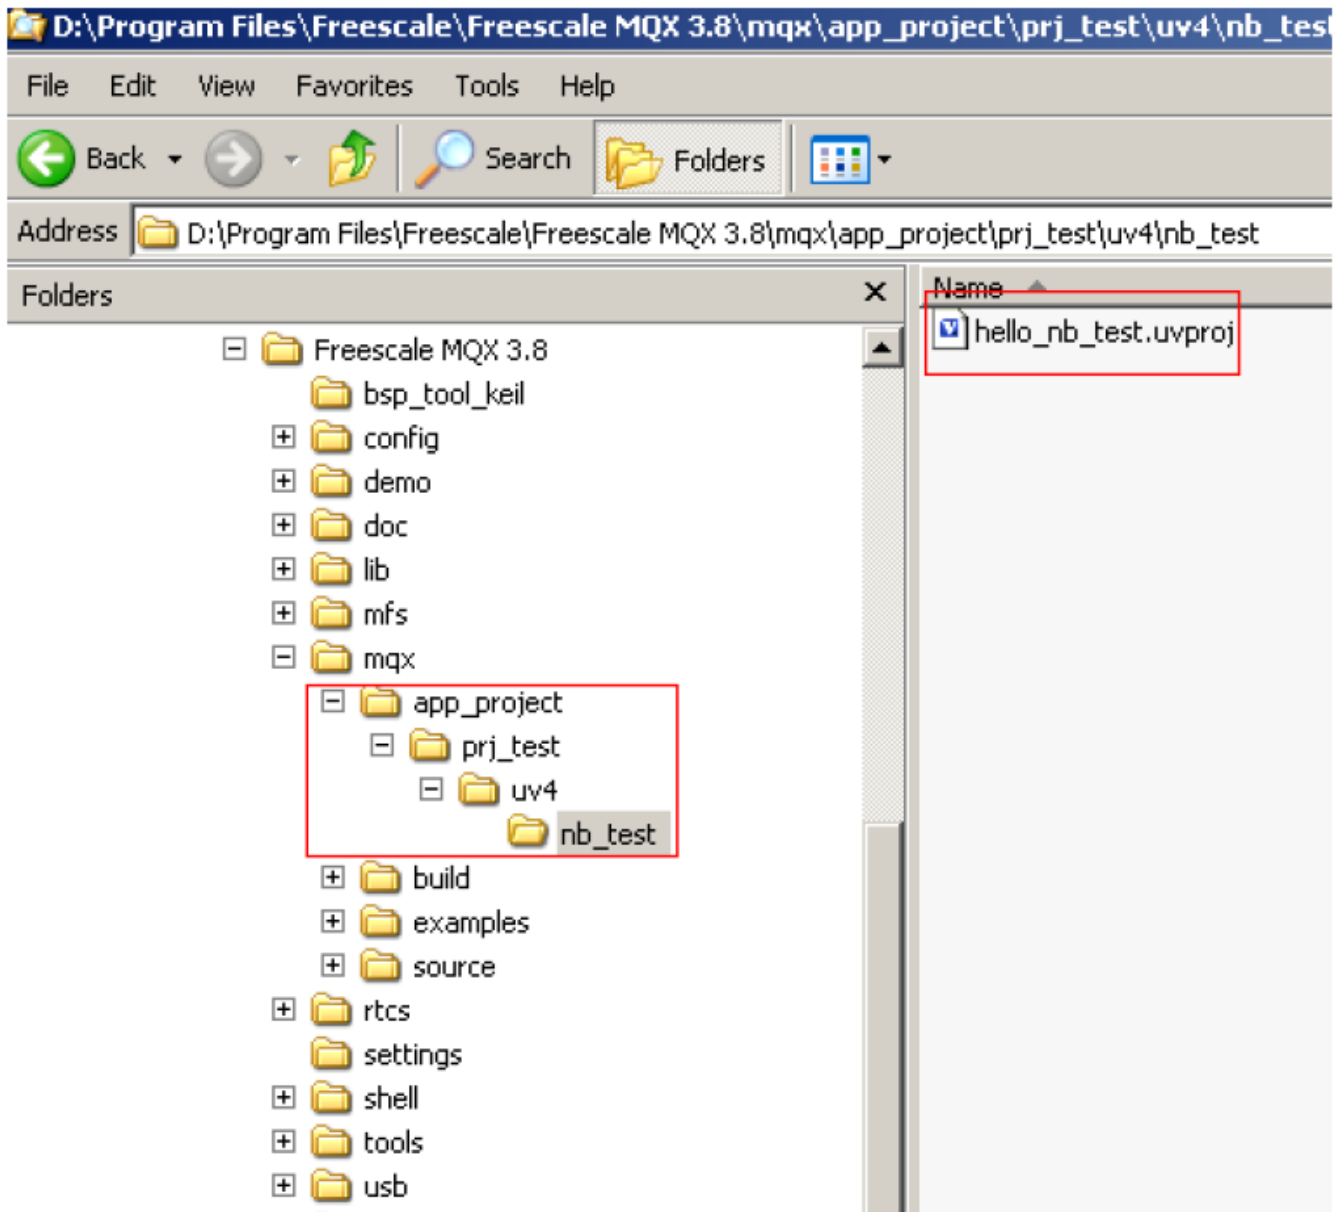 D:\Program Files\Freescale\Freescale MQX 3.8\mqx\app_project\prj_test\uv4\nb_test
File Edit View Favorites Tools Help
Back Search Folders
Address D:\Program Files\Freescale\Freescale MQX 3.8\mqx\app_project\prj_test\uv4\nb_test
Folders
Name
hello_nb_test.uvproj
Freescale MQX 3.8
bsp_tool_keil
config
demo
doc
lib
mfs
mqx
app_project
prj_test
uv4
nb_test
build
examples
source
rtcs
settings
shell
tools
usb